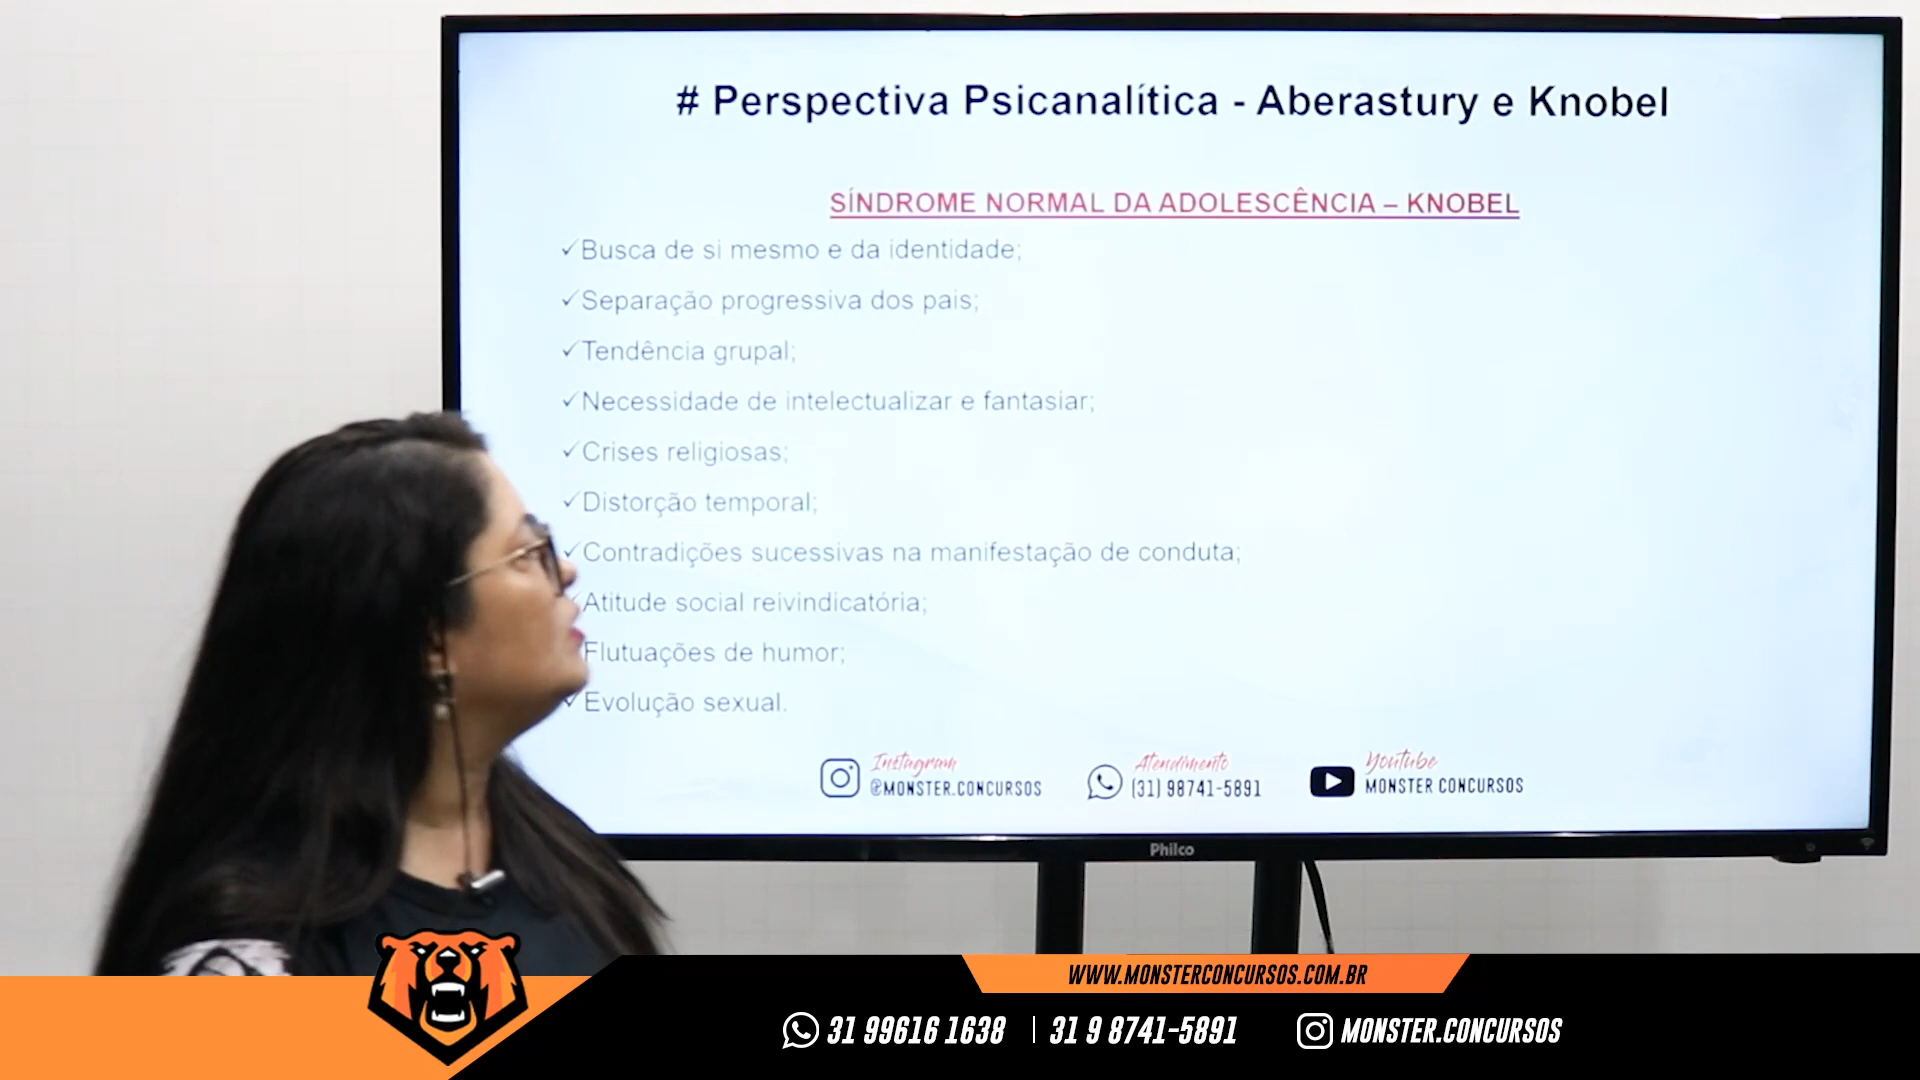 # Perspectiva Psicanalítica - Aberastury e Knobel
SÍNDROME NORMAL DA ADOLESCÊNCIA – KNOBEL
✓Busca de si mesmo e da identidade;
✓Separação progressiva dos pais;
✓Tendência grupal;
✓Necessidade de intelectualizar e fantasiar;
✓Crises religiosas;
✓Distorção temporal;
✓Contradições sucessivas na manifestação de conduta;
✓Atitude social reivindicatória;
Flutuações de humor;
✓Evolução sexual.
Instagram
@MONSTER.CONCURSOS
Atendimento
(31) 98741-5891
Youtube
MONSTER CONCURSOS
Philco
WWW.MONSTERCONCURSOS.COM.BR
31 99616 1638 | 31 9 8741-5891 MONSTER.CONCURSOS